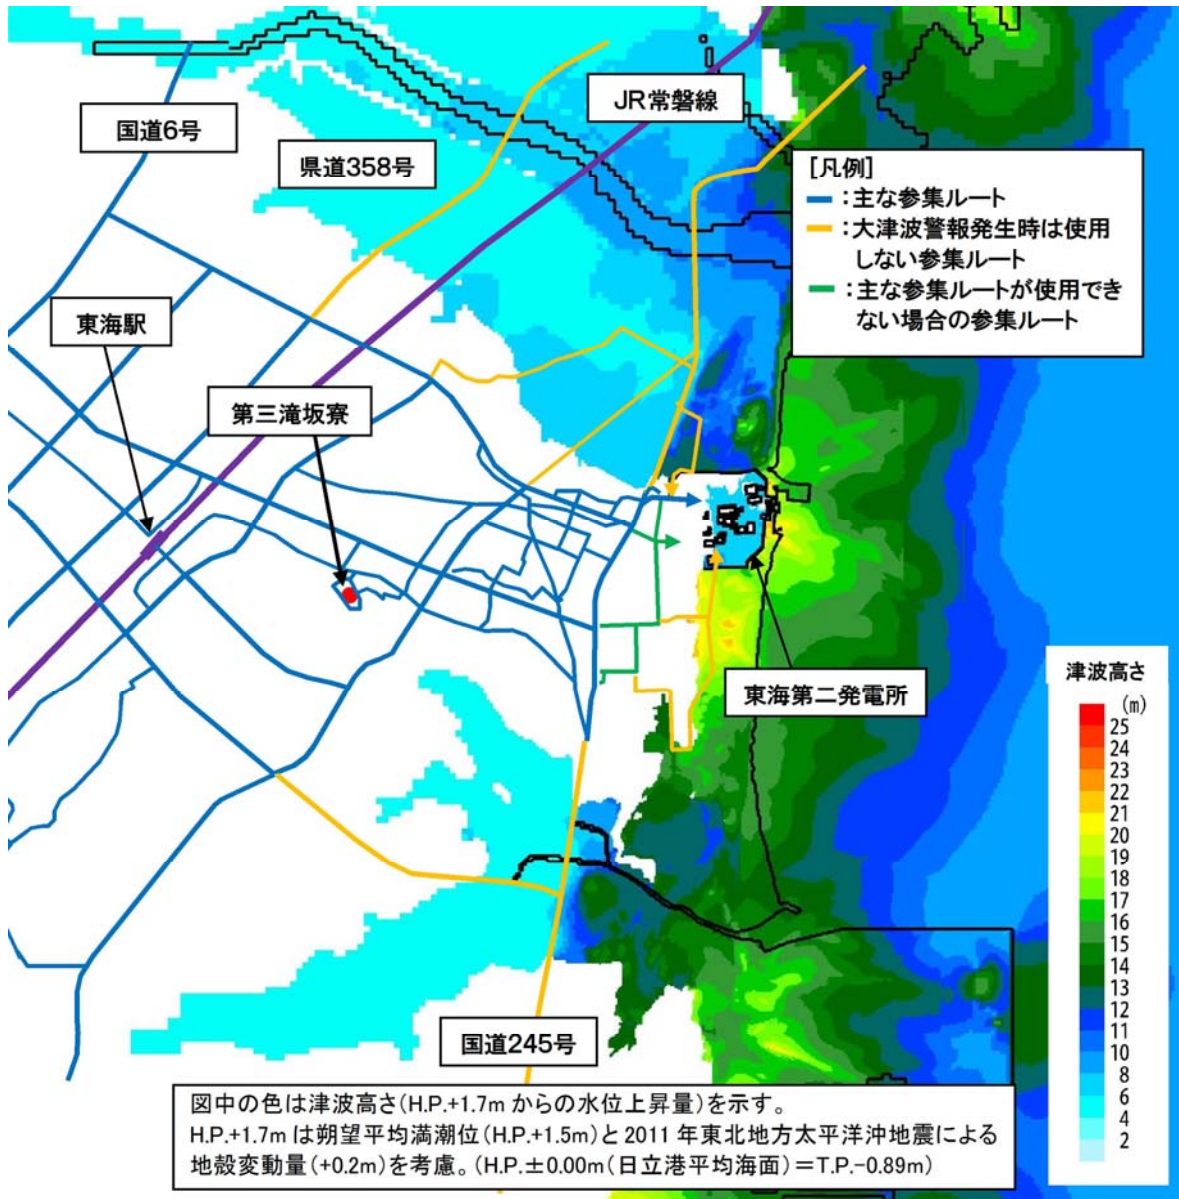 国道6号
県道358号
JR常磐線
[凡例]
:主な参集ルート
:大津波警報発生時は使用
しない参集ルート
:主な参集ルートが使用でき
ない場合の参集ルート
東海駅
第三滝坂寮
東海第二発電所
津波高さ
(m)
25
24
23
22
21
20
19
18
17
16
15
14
13
12
11
10
8
6
4
2
国道245号
図中の色は津波高さ(H.P.+1.7m からの水位上昇量)を示す。
H.P.+1.7m は朔望平均満潮位(H.P.+1.5m)と 2011 年東北地方太平洋沖地震による
地殻変動量(+0.2m)を考慮。(H.P.±0.00m(日立港平均海面)=T.P.-0.89m)